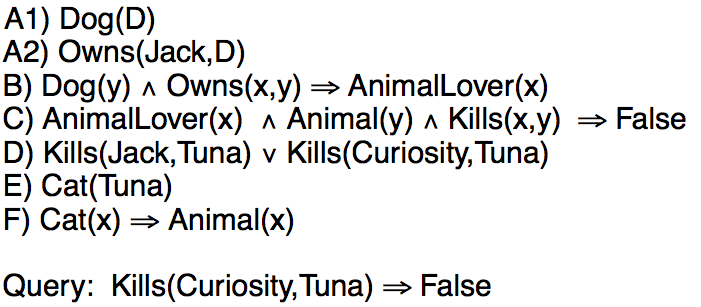 A1) Dog(D)
A2) Owns(Jack,D)
B) Dog(y) ∧ Owns(x,y) ⇒ AnimalLover(x)
C) AnimalLover(x) ∧ Animal(y) ∧ Kills(x,y) ⇒ False
D) Kills(Jack,Tuna) ∨ Kills(Curiosity,Tuna)
E) Cat(Tuna)
F) Cat(x) ⇒ Animal(x)
Query: Kills(Curiosity,Tuna) ⇒ False